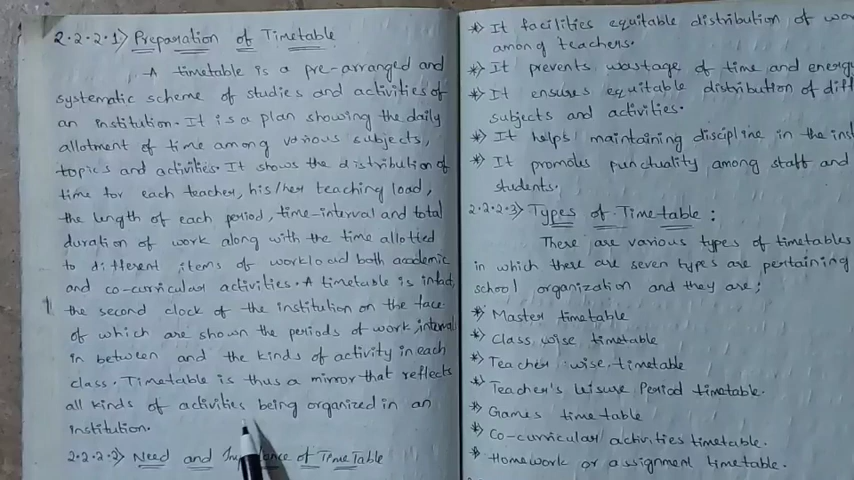 2.2.2.1) Preparation of Timetable
A timetable is a pre-arranged and
systematic scheme of studies and activities of
an institution. It is a plan showing the daily
allotment of time among various subjects,
topics and activities. It shows the distribution of
time for each teacher, his/her teaching load,
the length of each period, time-interval and total
duration of work along with the time allotted
to different items of workload both academic
and co-curricular activities. A timetable is infact,
the second clock of the institution on the face
of which are shown the periods of work, interval
in between and the kinds of activity in each
class. Timetable is thus a mirror that reflects
all kinds of activities being organized in an
institution.
2.2.2.2) Need and of Time Table
* It facilities equitable distribution of
among teachers.
* It prevents wastage of time and energy
* It ensures equitable distribution of
subjects and activities.
* It helps maintaining discipline in the
* It promotes punctuality among staff and
students.
2.2.2.3) Types of Timetable :
There are various types of timetables
in which there are seven types are pertaining
school organization and they are;
* Master timetable
* Class wise timetable
* Teacher wise timetable
* Teacher's leisure Period timetable.
* Games time table
* Co-curricular activities timetable.
* Homework or assignment timetable.